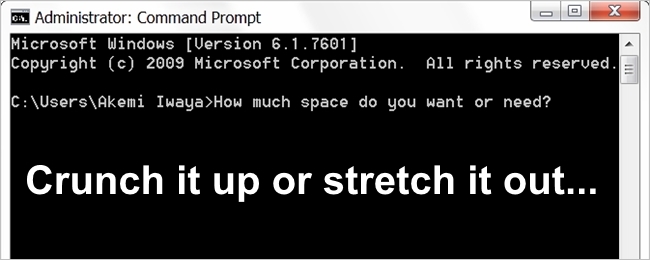 Administrator: Command Prompt
Microsoft Windows [Version 6.1.7601]
Copyright (c) 2009 Microsoft Corporation.  All rights reserved.
C:\Users\Akemi Iwaya>How much space do you want or need?
Crunch it up or stretch it out...